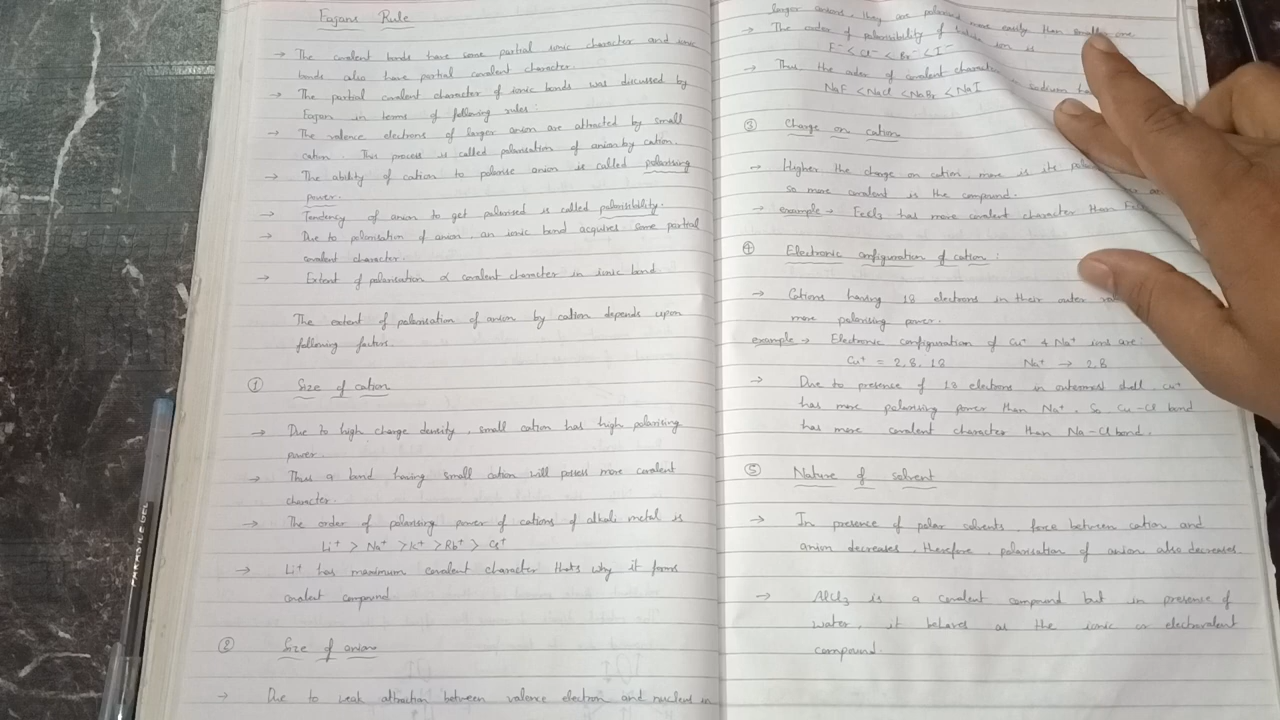 Fajans Rule
→ The covalent bonds have some partial ionic character and ionic
bonds also have partial covalent character.
→ The partial covalent character of ionic bonds was discussed by
Fajan in terms of following rules:
→ The valence electrons of larger anion are attracted by small
cation. This process is called polarisation of anion by cation.
→ The ability of cation to polarise anion is called polarising
power.
→ Tendency of anion to get polarised is called polarisibility.
→ Due to polarisation of anion, an ionic bond acquires some partial
covalent character.
→ Extent of polarisation ∝ covalent character in ionic bond.
The extent of polarisation of anion by cation depends upon
following factors.
① Size of cation
→ Due to high charge density, small cation has high polarising
power.
→ Thus a bond having small cation will possess more covalent
character.
→ The order of polarising power of cations of alkali metal is
Li⁺ > Na⁺ > K⁺ > Rb⁺ > Cs⁺
→ Li⁺ has maximum covalent character thats why it forms
covalent compound.
② Size of anion
→ Due to weak attraction between valence electron and nucleus in
larger anions, they are polarised more easily than smaller one.
→ The order of polarisibility of ion is
F⁻ < Cl⁻ < Br⁻ < I⁻
→ Thus the order of covalent sodium
NaF < NaCl < NaBr < NaI
③ Charge on cation
→ Higher the charge on cation, more is its
so more covalent is the compound.
→ example → FeCl3 has more covalent character than
④ Electronic configuration of cation:
→ Cations having 18 electrons in their outer
more polarising power.
example → Electronic configuration of Cu⁺ & Na⁺ ions are:
Cu⁺ = 2, 8, 18 Na⁺ → 2, 8
→ Due to presence of 18 electrons in outermost shell, Cu⁺
has more polarising power than Na⁺. So Cu-Cl bond
has more covalent character than Na-Cl bond.
⑤ Nature of solvent
→ In presence of polar solvents force between cation and
anion decreases, therefore, polarisation of anion also decreases.
→ AlCl3 is a covalent compound but in presence of
water, it behaves as the ionic or electrovalent
compound.
GEL